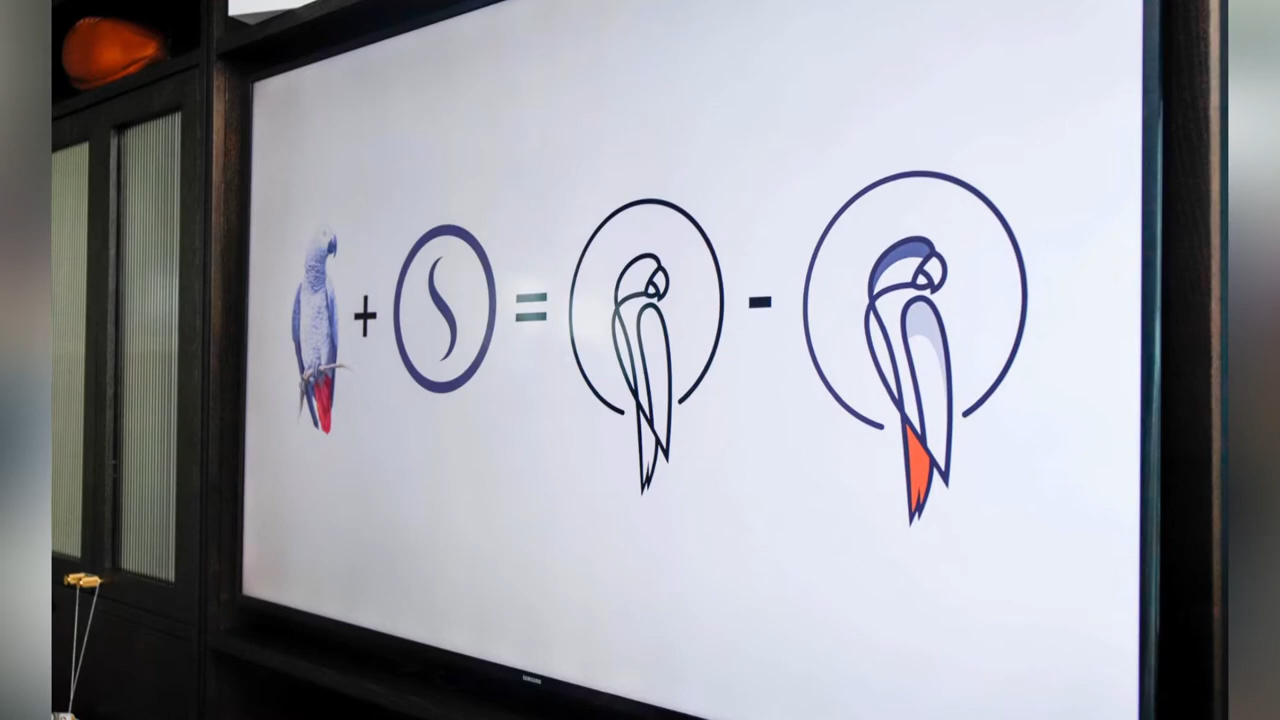 + = -
SAMSUNG